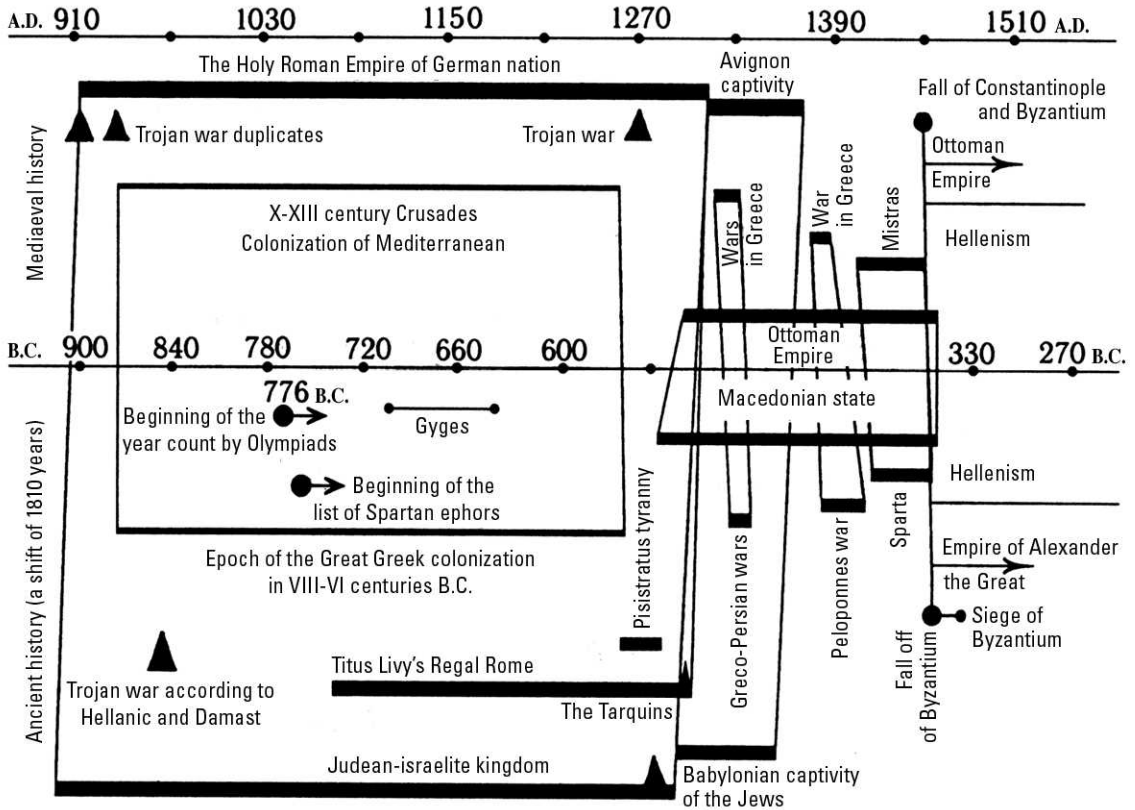 A.D. 910 1030 1150 1270 1390 1510 A.D.
The Holy Roman Empire of German nation
Avignon
captivity
Fall of Constantinople
and Byzantium
Trojan war duplicates
Trojan war
Ottoman
Empire
Mediaeval history
X-XIII century Crusades
Colonization of Mediterranean
Wars
in Greece
War
in Greece
Mistras
Hellenism
B.C. 900 840 780 720 660 600
Ottoman
Empire
330 270 B.C.
776 B.C.
Beginning of the
year count by Olympiads
Gyges
Macedonian state
Beginning of the
list of Spartan ephors
Hellenism
Ancient history (a shift of 1810 years)
Epoch of the Great Greek colonization
in VIII-VI centuries B.C.
Pisistratus tyranny
Greco-Persian wars
Peloponnes war
Sparta
Empire of Alexander
the Great
Siege of
Byzantium
Fall off
of Byzantium
Trojan war according to
Hellanic and Damast
Titus Livy's Regal Rome
The Tarquins
Judean-israelite kingdom
Babylonian captivity
of the Jews